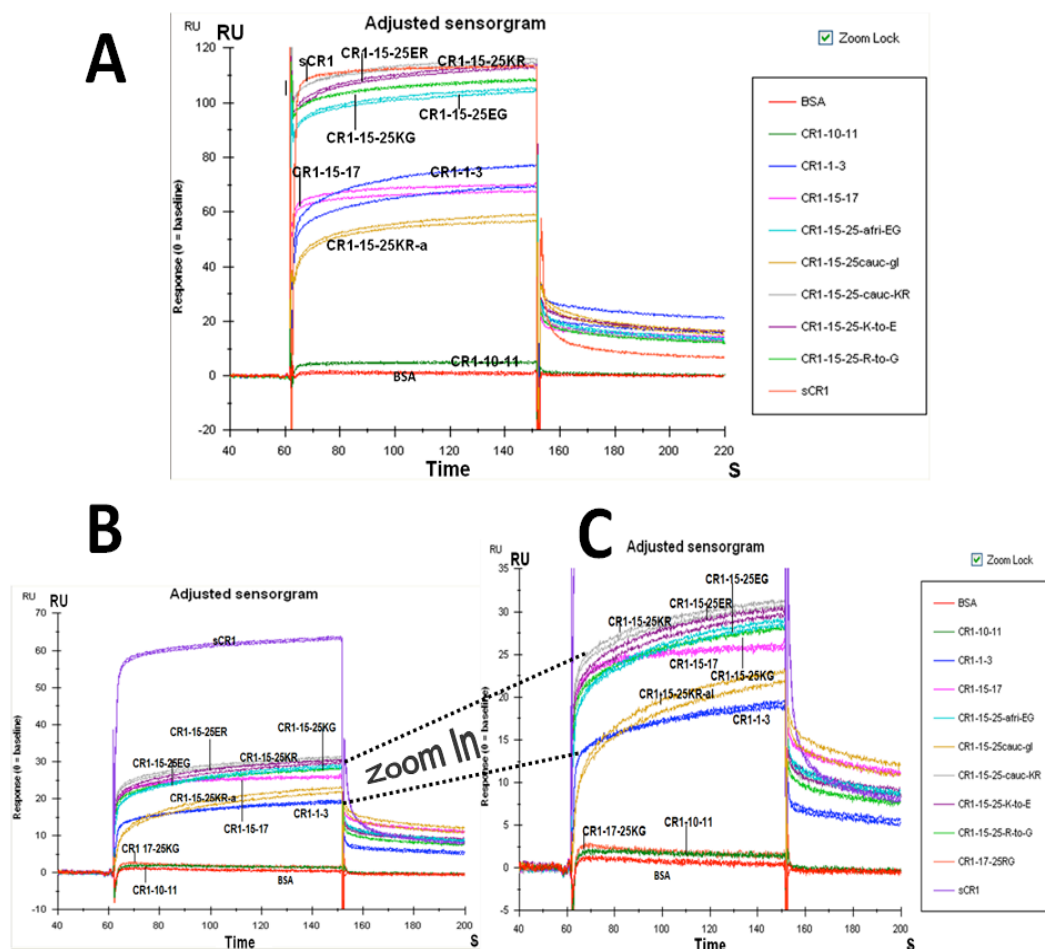 A
RU
RU
Adjusted sensorgram
Zoom Lock
120
100
80
60
40
20
0
-20
Response (0 = baseline)
sCR1
CR1-15-25ER
CR1-15-25KR
CR1-15-25KG
CR1-15-25EG
CR1-15-17
CR1-1-3
CR1-15-25KR-a
CR1-10-11
BSA
40 60 80 100 120 140 160 180 200 220
Time
S
BSA
CR1-10-11
CR1-1-3
CR1-15-17
CR1-15-25-afri-EG
CR1-15-25cauc-gl
CR1-15-25-cauc-KR
CR1-15-25-K-to-E
CR1-15-25-R-to-G
sCR1
B
RU
RU
Adjusted sensorgram
70
60
50
40
30
20
10
0
-10
Response (0 = baseline)
sCR1
CR1-15-25ER
CR1-15-25KG
CR1-15-25EG
CR1-15-25KR
CR1-15-25KR-a
CR1-15-17
CR1-1-3
CR1 17-25KG
CR1-10-11
BSA
40 60 80 100 120 140 160 180 200
Time
S
zoom In
C
RU
RU
Adjusted sensorgram
Zoom Lock
35
30
25
20
15
10
5
0
-5
Response (0 = baseline)
CR1-15-25EG
CR1-15-25ER
CR1-15-25KR
CR1-15-17
CR1-15-25KG
CR1-15-25KR-al
CR1-1-3
CR1-17-25KG
CR1-10-11
BSA
40 60 80 100 120 140 160 180 200
Time
S
BSA
CR1-10-11
CR1-1-3
CR1-15-17
CR1-15-25-afri-EG
CR1-15-25cauc-gl
CR1-15-25-cauc-KR
CR1-15-25-K-to-E
CR1-15-25-R-to-G
CR1-17-25RG
sCR1